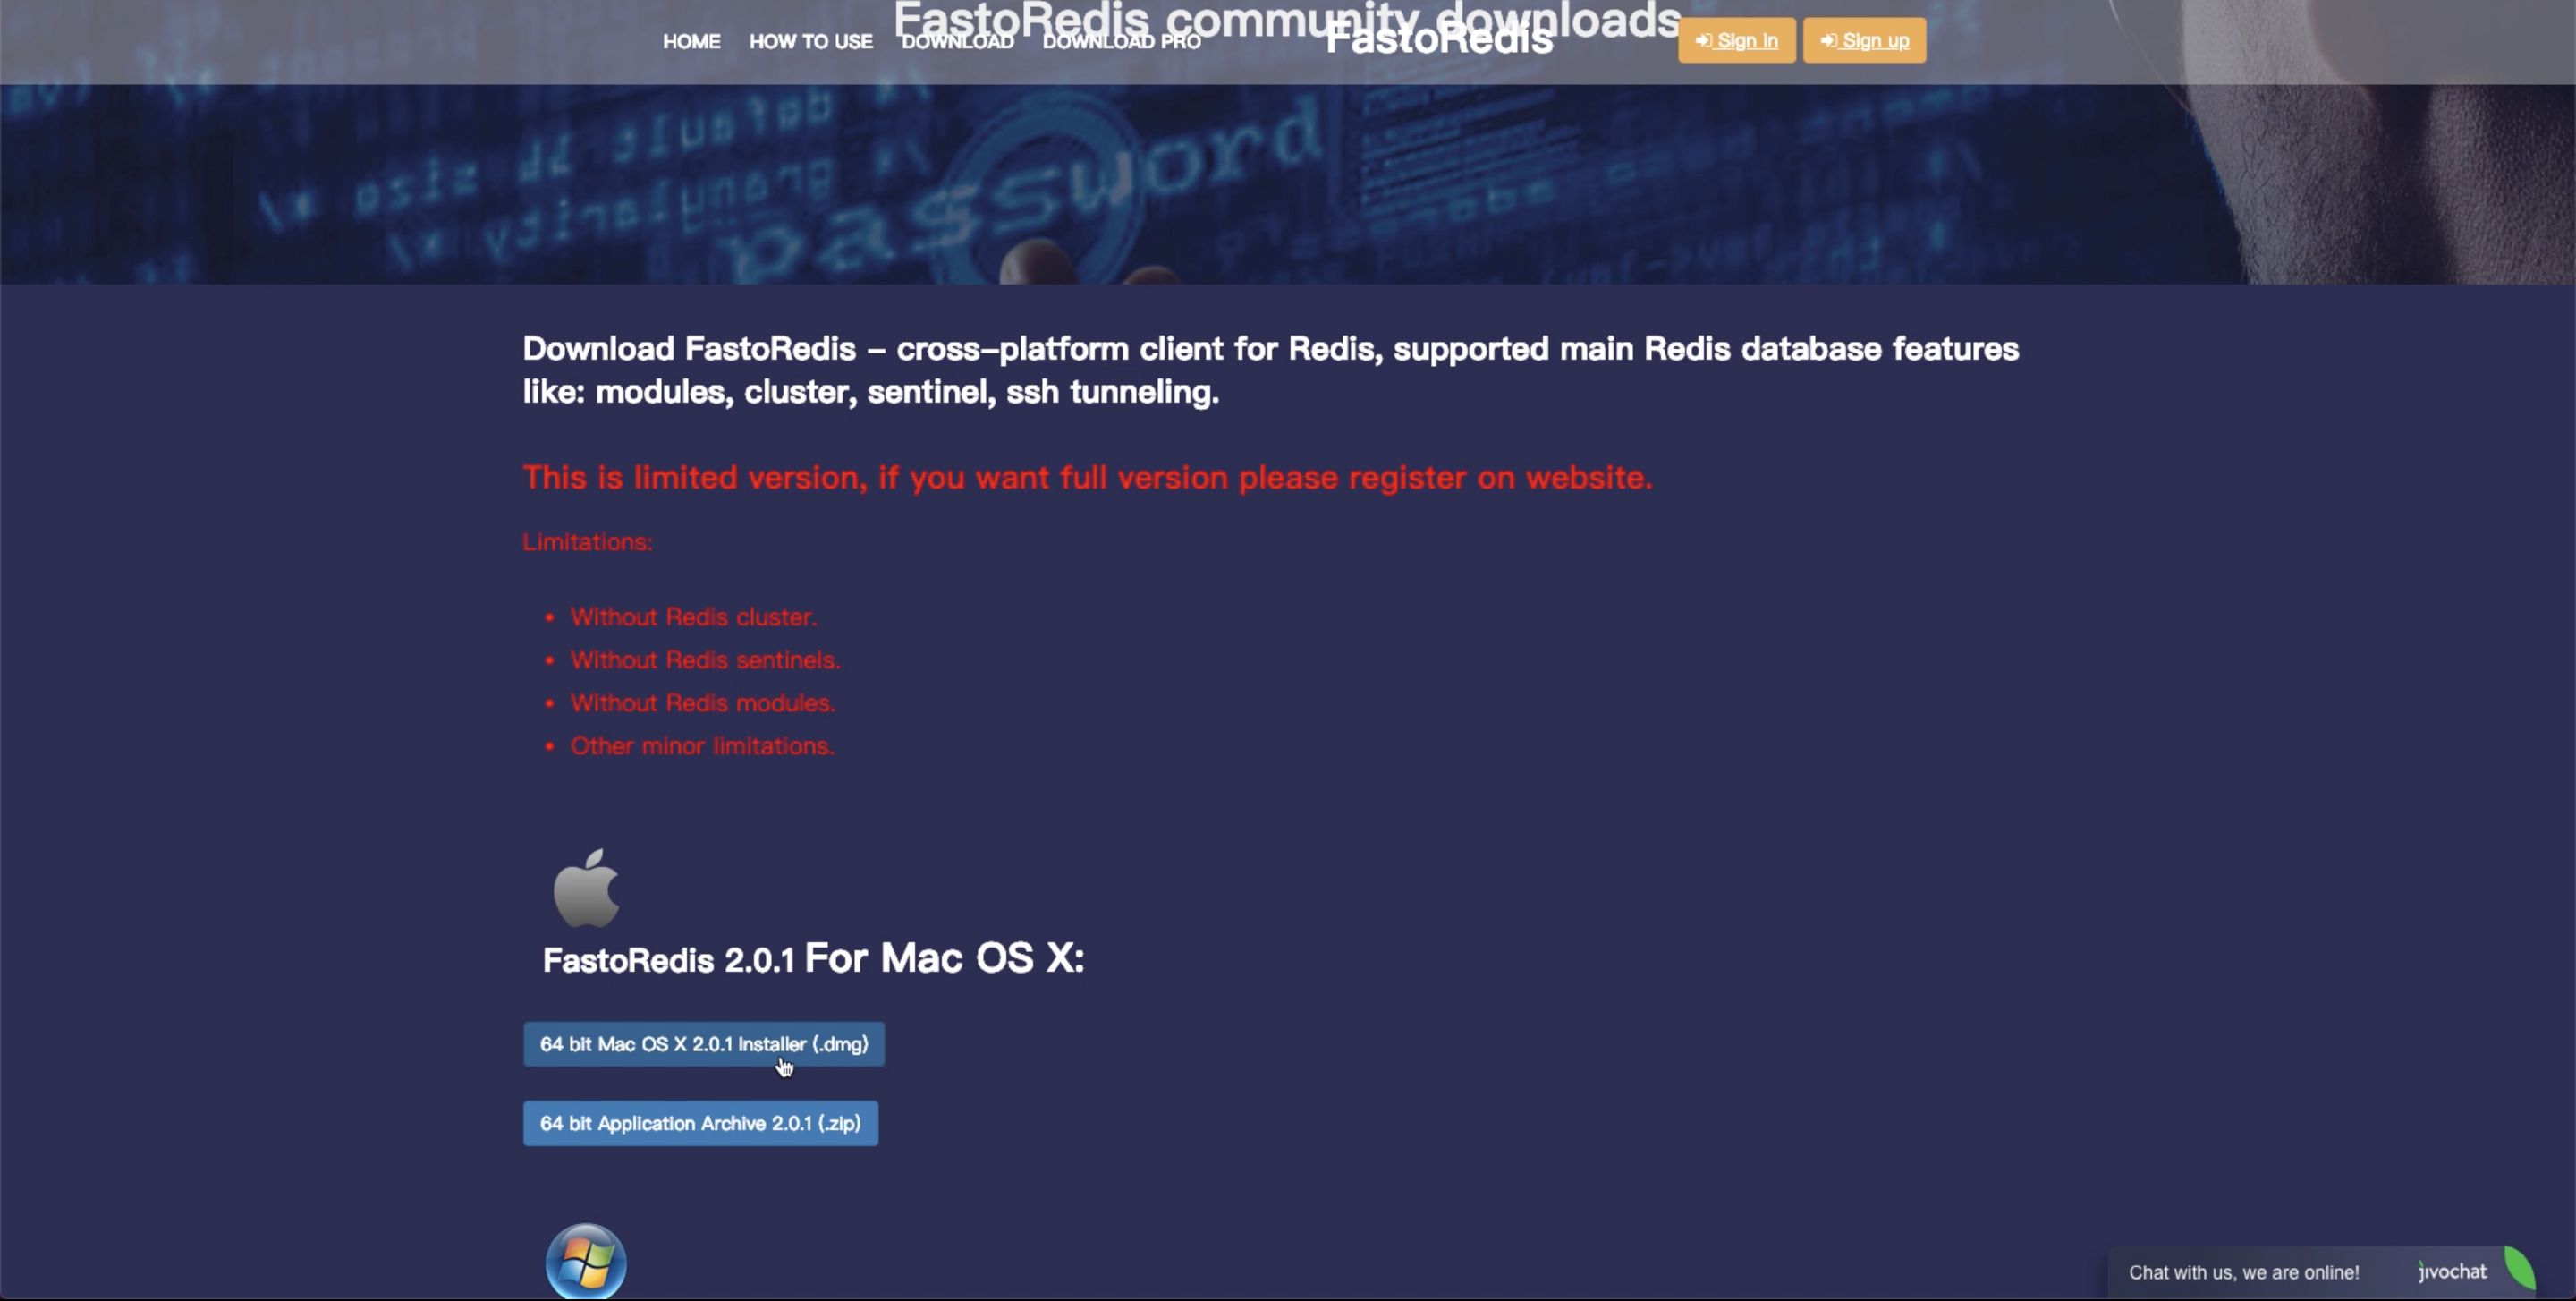 FastoRedis community downloads
HOME HOW TO USE DOWNLOAD DOWNLOAD PRO FastoRedis Sign in Sign up
password
Download FastoRedis – cross–platform client for Redis, supported main Redis database features
like: modules, cluster, sentinel, ssh tunneling.
This is limited version, if you want full version please register on website.
Limitations:
• Without Redis cluster.
• Without Redis sentinels.
• Without Redis modules.
• Other minor limitations.
FastoRedis 2.0.1 For Mac OS X:
64 bit Mac OS X 2.0.1 Installer (.dmg)
64 bit Application Archive 2.0.1 (.zip)
Chat with us, we are online! jivochat